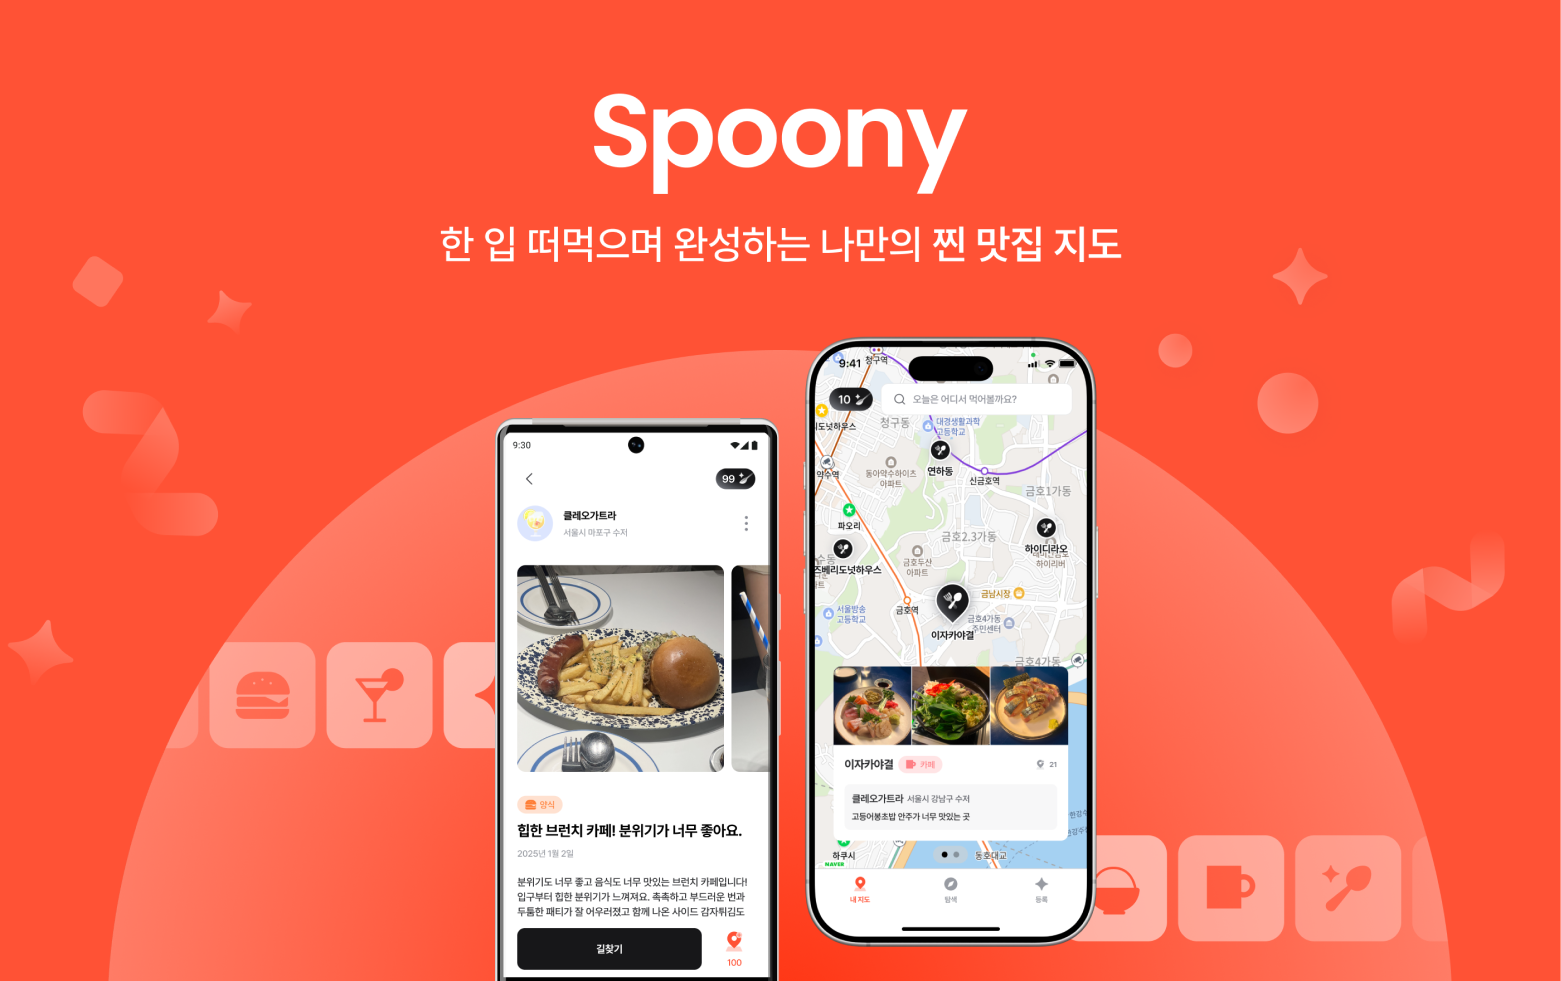 Spoony
한 입 떠먹으며 완성하는 나만의 찐 맛집 지도
9:30
99
클레오가트라
서울시 마포구 수저
양식
힙한 브런치 카페! 분위기가 너무 좋아요.
2025년 1월 2일
분위기도 너무 좋고 음식도 너무 맛있는 브런치 카페입니다!
입구부터 힙한 분위기가 느껴져요. 촉촉하고 부드러운 번과
두툼한 패티가 잘 어우러졌고 함께 나온 사이드 감자튀김도
길찾기
100
9:41
청구역
10
오늘은 어디서 먹어볼까요?
리도넛하우스
청구동
대경생활과학
고등학교
연하동
약수역
동아약수하이츠
아파트
신금호역
금호1가동
파오리
금호2.3가동
하이디라오
하이리버
수동
즈베리도넛하우스
금호두산
아파트
금남시장
서울방송
고등학교
금호역
금호4가동
주민센터
이자카야결
금호4가동
이자카야결
카페
21
클레오가트라 서울시 강남구 수저
고등어봉초밥 안주가 너무 맛있는 곳
하쿠시
NAVER
동호대교
내 지도
탐색
등록